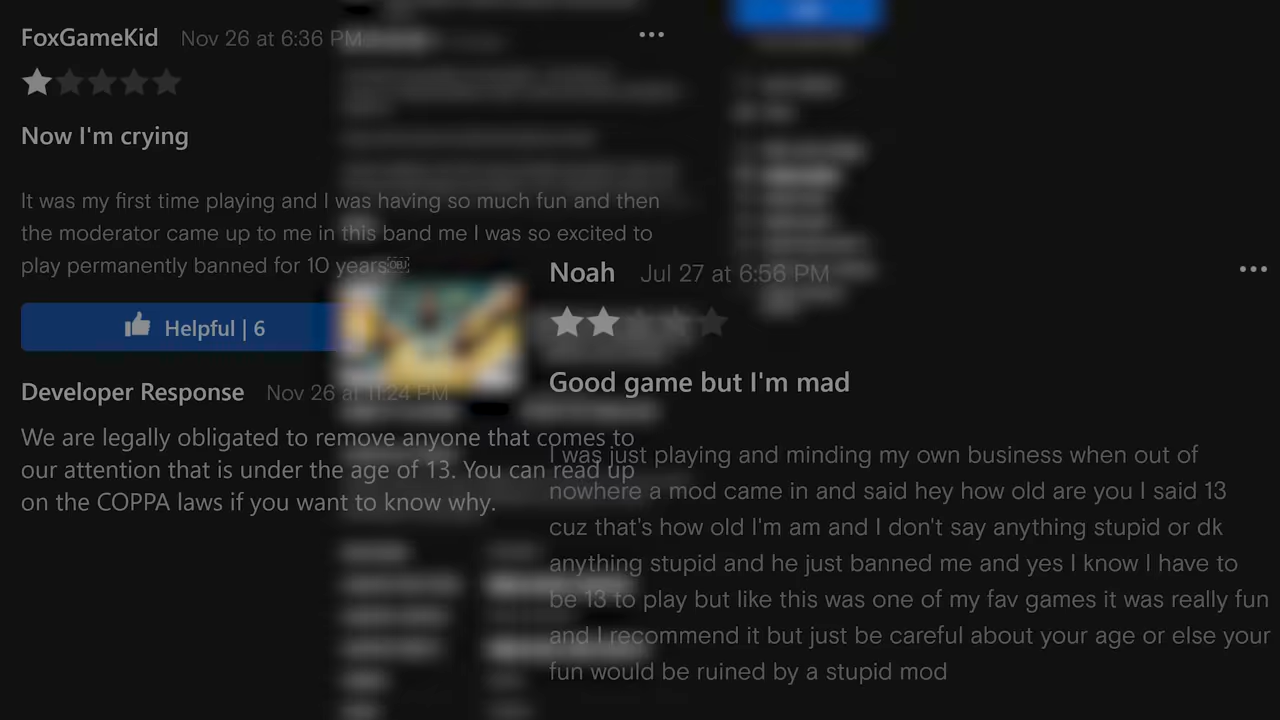 FoxGameKid Nov 26 at 6:36 PM
Now I'm crying
It was my first time playing and I was having so much fun and then
the moderator came up to me in this band me I was so excited to
play permanently banned for 10 years
Helpful | 6
Developer Response Nov 26 at 11:24 PM
We are legally obligated to remove anyone that comes to
our attention that is under the age of 13. You can read up
on the COPPA laws if you want to know why.
Noah Jul 27 at 6:56 PM
Good game but I'm mad
I was just playing and minding my own business when out of
nowhere a mod came in and said hey how old are you I said 13
cuz that's how old I'm am and I don't say anything stupid or dk
anything stupid and he just banned me and yes I know I have to
be 13 to play but like this was one of my fav games it was really fun
and I recommend it but just be careful about your age or else your
fun would be ruined by a stupid mod